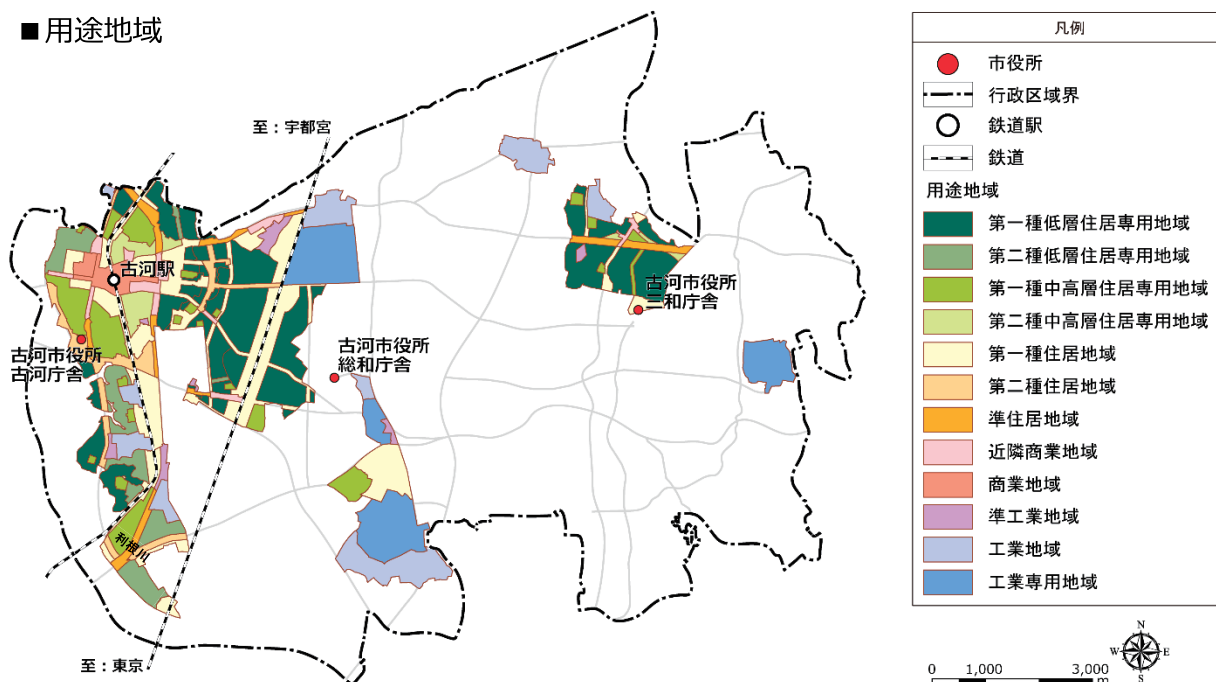 ■用途地域
至：宇都宮
古河駅
古河市役所
古河庁舎
古河市役所
総和庁舎
古河市役所
三和庁舎
利根川
至：東京
凡例
市役所
行政区域界
鉄道駅
鉄道
用途地域
第一種低層住居専用地域
第二種低層住居専用地域
第一種中高層住居専用地域
第二種中高層住居専用地域
第一種住居地域
第二種住居地域
準住居地域
近隣商業地域
商業地域
準工業地域
工業地域
工業専用地域
N
W E
S
0 1,000 3,000
m